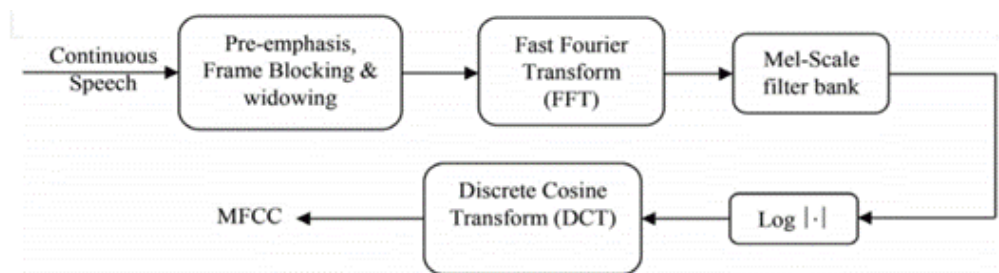 Continuous
Speech
Pre-emphasis,
Frame Blocking &
widowing
Fast Fourier
Transform
(FFT)
Mel-Scale
filter bank
Log |·|
Discrete Cosine
Transform (DCT)
MFCC